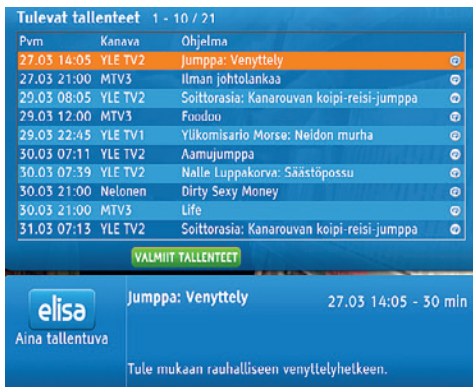 Tulevat tallenteet 1 - 10 / 21
Pvm Kanava Ohjelma
27.03 14:05 YLE TV2 Jumppa: Venyttely
27.03 21:00 MTV3 Ilman johtolankaa
29.03 08:05 YLE TV2 Soittorasia: Kanarouvan koipi-reisi-jumppa
29.03 12:00 MTV3 Foodoo
29.03 22:45 YLE TV1 Ylikomisario Morse: Neidon murha
30.03 07:11 YLE TV2 Aamujumppa
30.03 07:39 YLE TV2 Nalle Luppakorva: Säästöpossu
30.03 21:00 Nelonen Dirty Sexy Money
30.03 21:00 MTV3 Life
31.03 07:13 YLE TV2 Soittorasia: Kanarouvan koipi-reisi-jumppa
VALMIIT TALLENTEET
elisa
Aina tallentuva
Jumppa: Venyttely 27.03 14:05 - 30 min
Tule mukaan rauhalliseen venyttelyhetkeen.